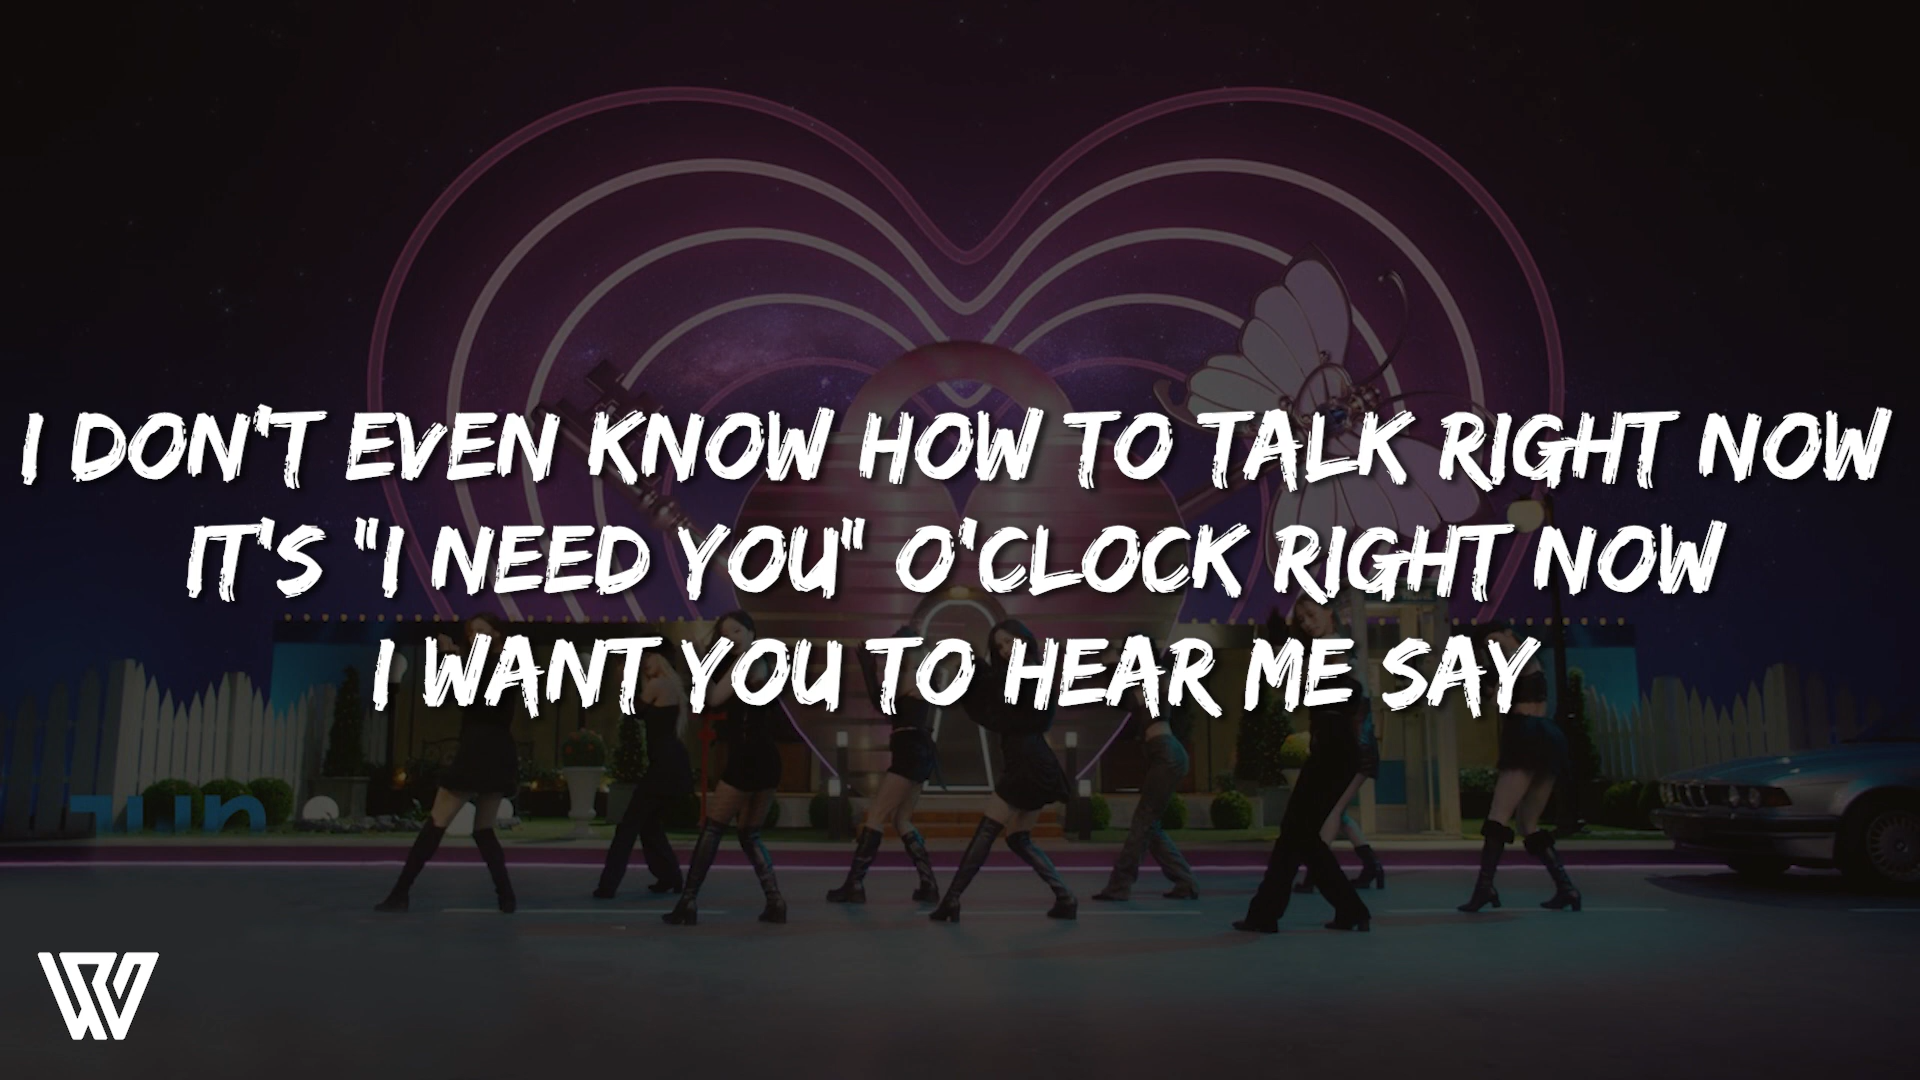 I DON'T EVEN KNOW HOW TO TALK RIGHT NOW
IT'S "I NEED YOU" O'CLOCK RIGHT NOW
I WANT YOU TO HEAR ME SAY